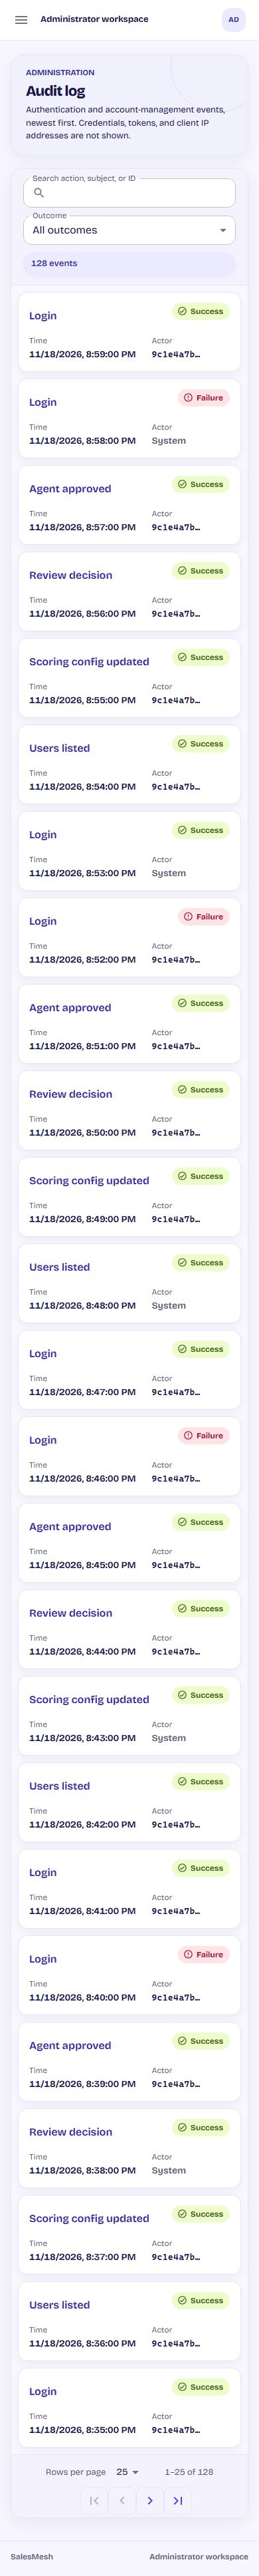 Administrator workspace
AD
ADMINISTRATION
Audit log
Authentication and account-management events,
newest first. Credentials, tokens, and client IP
addresses are not shown.
Search action, subject, or ID
Outcome
All outcomes
128 events
Login
Success
Time Actor
11/18/2026, 8:59:00 PM 9c1e4a7b…
Login
Failure
Time Actor
11/18/2026, 8:58:00 PM System
Agent approved
Success
Time Actor
11/18/2026, 8:57:00 PM 9c1e4a7b…
Review decision
Success
Time Actor
11/18/2026, 8:56:00 PM 9c1e4a7b…
Scoring config updated
Success
Time Actor
11/18/2026, 8:55:00 PM 9c1e4a7b…
Users listed
Success
Time Actor
11/18/2026, 8:54:00 PM 9c1e4a7b…
Login
Success
Time Actor
11/18/2026, 8:53:00 PM System
Login
Failure
Time Actor
11/18/2026, 8:52:00 PM 9c1e4a7b…
Agent approved
Success
Time Actor
11/18/2026, 8:51:00 PM 9c1e4a7b…
Review decision
Success
Time Actor
11/18/2026, 8:50:00 PM 9c1e4a7b…
Scoring config updated
Success
Time Actor
11/18/2026, 8:49:00 PM 9c1e4a7b…
Users listed
Success
Time Actor
11/18/2026, 8:48:00 PM System
Login
Success
Time Actor
11/18/2026, 8:47:00 PM 9c1e4a7b…
Login
Failure
Time Actor
11/18/2026, 8:46:00 PM 9c1e4a7b…
Agent approved
Success
Time Actor
11/18/2026, 8:45:00 PM 9c1e4a7b…
Review decision
Success
Time Actor
11/18/2026, 8:44:00 PM 9c1e4a7b…
Scoring config updated
Success
Time Actor
11/18/2026, 8:43:00 PM System
Users listed
Success
Time Actor
11/18/2026, 8:42:00 PM 9c1e4a7b…
Login
Success
Time Actor
11/18/2026, 8:41:00 PM 9c1e4a7b…
Login
Failure
Time Actor
11/18/2026, 8:40:00 PM 9c1e4a7b…
Agent approved
Success
Time Actor
11/18/2026, 8:39:00 PM 9c1e4a7b…
Review decision
Success
Time Actor
11/18/2026, 8:38:00 PM System
Scoring config updated
Success
Time Actor
11/18/2026, 8:37:00 PM 9c1e4a7b…
Users listed
Success
Time Actor
11/18/2026, 8:36:00 PM 9c1e4a7b…
Login
Success
Time Actor
11/18/2026, 8:35:00 PM 9c1e4a7b…
Rows per page 25 1–25 of 128
SalesMesh Administrator workspace